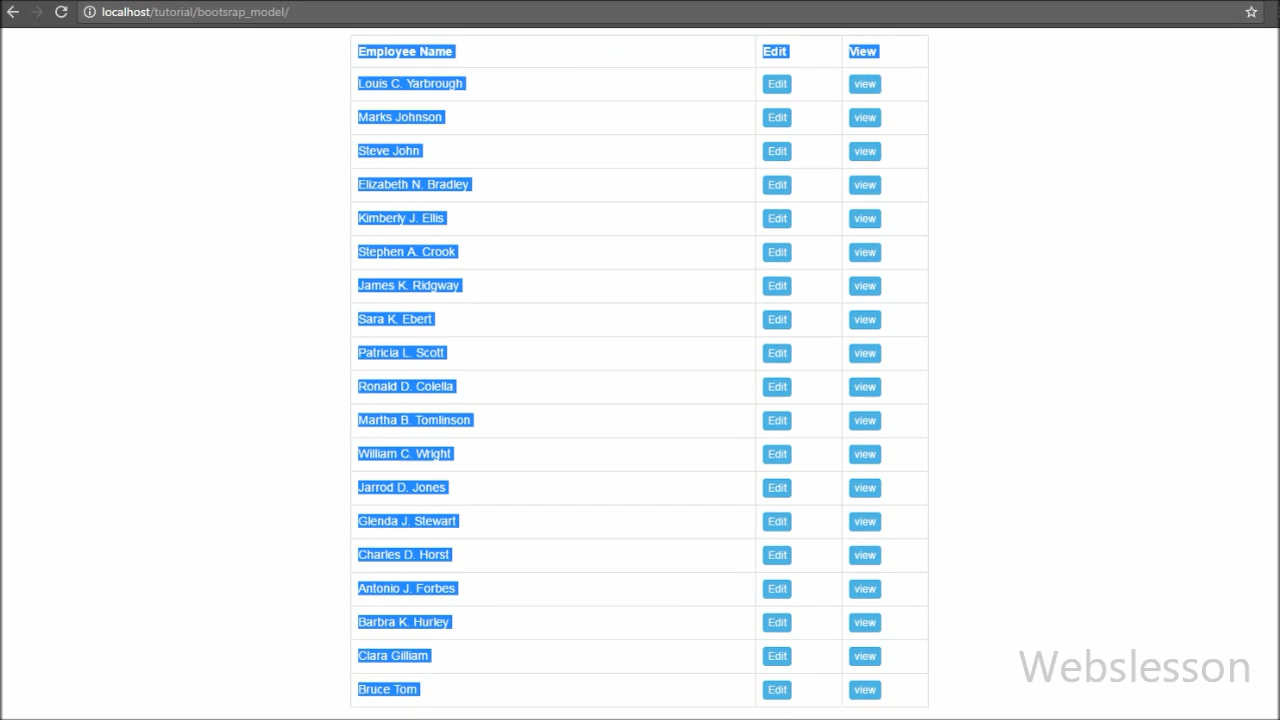 localhost/tutorial/bootsrap_model/
Employee Name Edit View
Louis C. Yarbrough Edit view
Marks Johnson Edit view
Steve John Edit view
Elizabeth N. Bradley Edit view
Kimberly J. Ellis Edit view
Stephen A. Crook Edit view
James K. Ridgway Edit view
Sara K. Ebert Edit view
Patricia L. Scott Edit view
Ronald D. Colella Edit view
Martha B. Tomlinson Edit view
William C. Wright Edit view
Jarrod D. Jones Edit view
Glenda J. Stewart Edit view
Charles D. Horst Edit view
Antonio J. Forbes Edit view
Barbra K. Hurley Edit view
Clara Gilliam Edit view
Bruce Tom Edit view
Webslesson